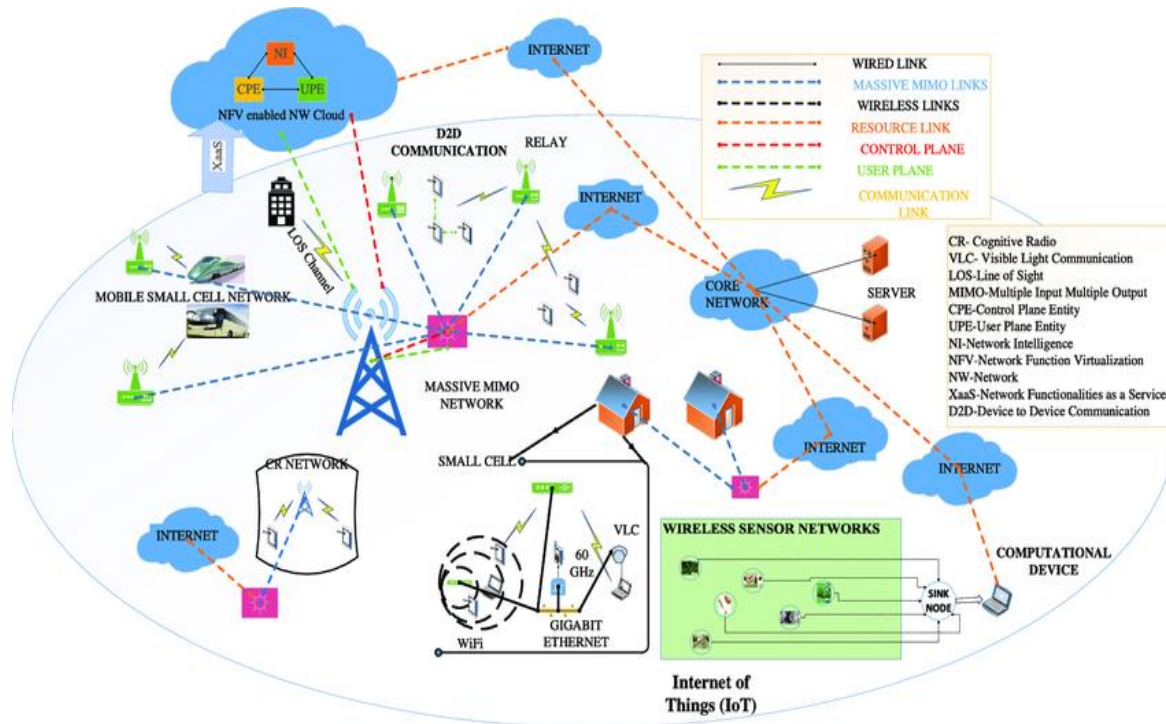 NI
CPE
UPE
NFV enabled NW Cloud
XaaS
INTERNET
WIRED LINK
MASSIVE MIMO LINKS
WIRELESS LINKS
RESOURCE LINK
CONTROL PLANE
USER PLANE
COMMUNICATION
LINK
D2D
COMMUNICATION
RELAY
LOS Channel
INTERNET
MOBILE SMALL CELL NETWORK
CORE
NETWORK
SERVER
CR- Cognitive Radio
VLC- Visible Light Communication
LOS-Line of Sight
MIMO-Multiple Input Multiple Output
CPE-Control Plane Entity
UPE-User Plane Entity
NI-Network Intelligence
NFV-Network Function Virtualization
NW-Network
XaaS-Network Functionalities as a Service
D2D-Device to Device Communication
MASSIVE MIMO
NETWORK
SMALL CELL
INTERNET
INTERNET
CR NETWORK
INTERNET
VLC
60
GHz
WiFi
GIGABIT
ETHERNET
WIRELESS SENSOR NETWORKS
SINK
NODE
COMPUTATIONAL
DEVICE
Internet of
Things (IoT)